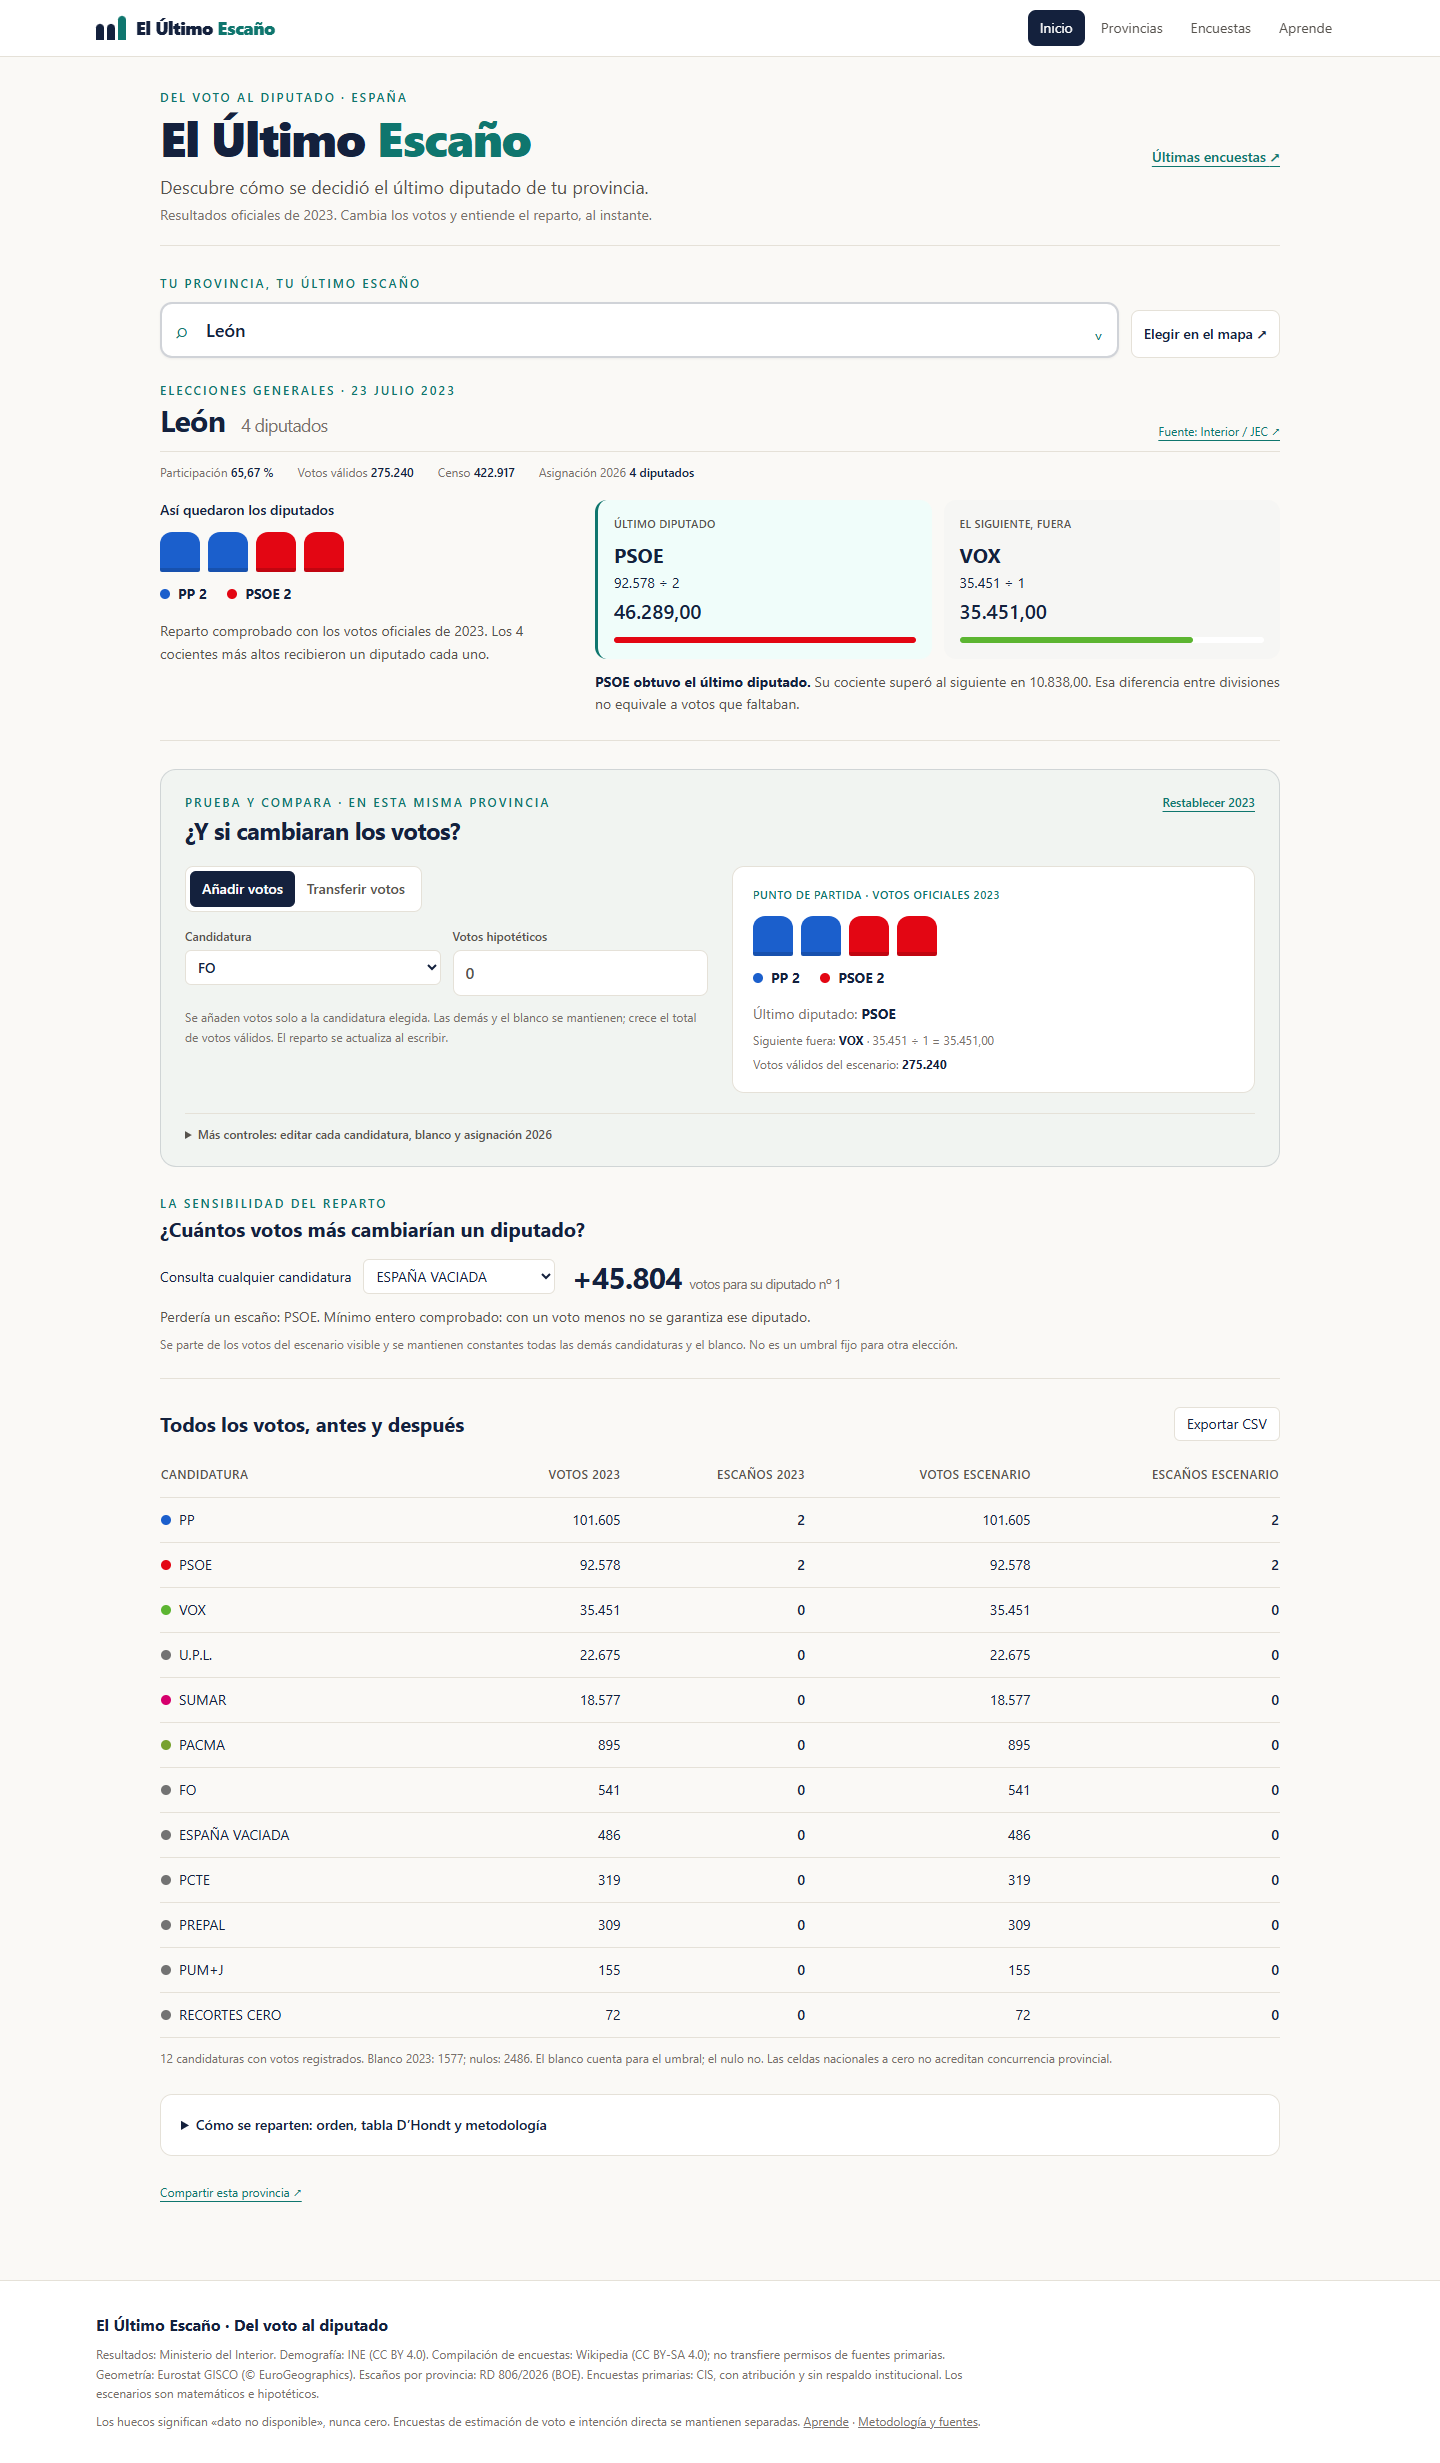 El Último Escaño
Inicio
Provincias
Encuestas
Aprende
DEL VOTO AL DIPUTADO · ESPAÑA
El Último Escaño
Últimas encuestas ↗
Descubre cómo se decidió el último diputado de tu provincia.
Resultados oficiales de 2023. Cambia los votos y entiende el reparto, al instante.
TU PROVINCIA, TU ÚLTIMO ESCAÑO
León
Elegir en el mapa ↗
ELECCIONES GENERALES · 23 JULIO 2023
León 4 diputados
Fuente: Interior / JEC ↗
Participación 65,67 % Votos válidos 275.240 Censo 422.917 Asignación 2026 4 diputados
Así quedaron los diputados
PP 2 PSOE 2
Reparto comprobado con los votos oficiales de 2023. Los 4
cocientes más altos recibieron un diputado cada uno.
ÚLTIMO DIPUTADO
PSOE
92.578 ÷ 2
46.289,00
EL SIGUIENTE, FUERA
VOX
35.451 ÷ 1
35.451,00
PSOE obtuvo el último diputado. Su cociente superó al siguiente en 10.838,00. Esa diferencia entre divisiones
no equivale a votos que faltaban.
PRUEBA Y COMPARA · EN ESTA MISMA PROVINCIA
Restablecer 2023
¿Y si cambiaran los votos?
Añadir votos Transferir votos
Candidatura Votos hipotéticos
FO 0
Se añaden votos solo a la candidatura elegida. Las demás y el blanco se mantienen; crece el total
de votos válidos. El reparto se actualiza al escribir.
PUNTO DE PARTIDA · VOTOS OFICIALES 2023
PP 2 PSOE 2
Último diputado: PSOE
Siguiente fuera: VOX · 35.451 ÷ 1 = 35.451,00
Votos válidos del escenario: 275.240
Más controles: editar cada candidatura, blanco y asignación 2026
LA SENSIBILIDAD DEL REPARTO
¿Cuántos votos más cambiarían un diputado?
Consulta cualquier candidatura ESPAÑA VACIADA +45.804 votos para su diputado nº 1
Perdería un escaño: PSOE. Mínimo entero comprobado: con un voto menos no se garantiza ese diputado.
Se parte de los votos del escenario visible y se mantienen constantes todas las demás candidaturas y el blanco. No es un umbral fijo para otra elección.
Todos los votos, antes y después
Exportar CSV
CANDIDATURA VOTOS 2023 ESCAÑOS 2023 VOTOS ESCENARIO ESCAÑOS ESCENARIO
PP 101.605 2 101.605 2
PSOE 92.578 2 92.578 2
VOX 35.451 0 35.451 0
U.P.L. 22.675 0 22.675 0
SUMAR 18.577 0 18.577 0
PACMA 895 0 895 0
FO 541 0 541 0
ESPAÑA VACIADA 486 0 486 0
PCTE 319 0 319 0
PREPAL 309 0 309 0
PUM+J 155 0 155 0
RECORTES CERO 72 0 72 0
12 candidaturas con votos registrados. Blanco 2023: 1577; nulos: 2486. El blanco cuenta para el umbral; el nulo no. Las celdas nacionales a cero no acreditan concurrencia provincial.
Cómo se reparten: orden, tabla D'Hondt y metodología
Compartir esta provincia ↗
El Último Escaño · Del voto al diputado
Resultados: Ministerio del Interior. Demografía: INE (CC BY 4.0). Compilación de encuestas: Wikipedia (CC BY-SA 4.0); no transfiere permisos de fuentes primarias.
Geometría: Eurostat GISCO (© EuroGeographics). Escaños por provincia: RD 806/2026 (BOE). Encuestas primarias: CIS, con atribución y sin respaldo institucional. Los
escenarios son matemáticos e hipotéticos.
Los huecos significan «dato no disponible», nunca cero. Encuestas de estimación de voto e intención directa se mantienen separadas. Aprende · Metodología y fuentes.